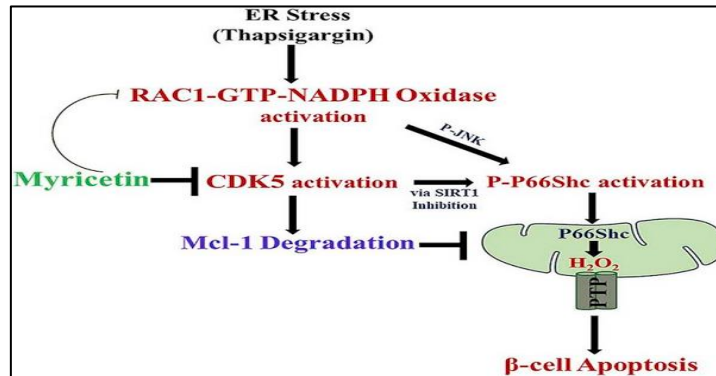 ER Stress
(Thapsigargin)
RAC1-GTP-NADPH Oxidase
activation
P-JNK
Myricetin
CDK5 activation
via SIRT1
Inhibition
P-P66Shc activation
Mcl-1 Degradation
P66Shc
H₂O₂
PTP
β-cell Apoptosis